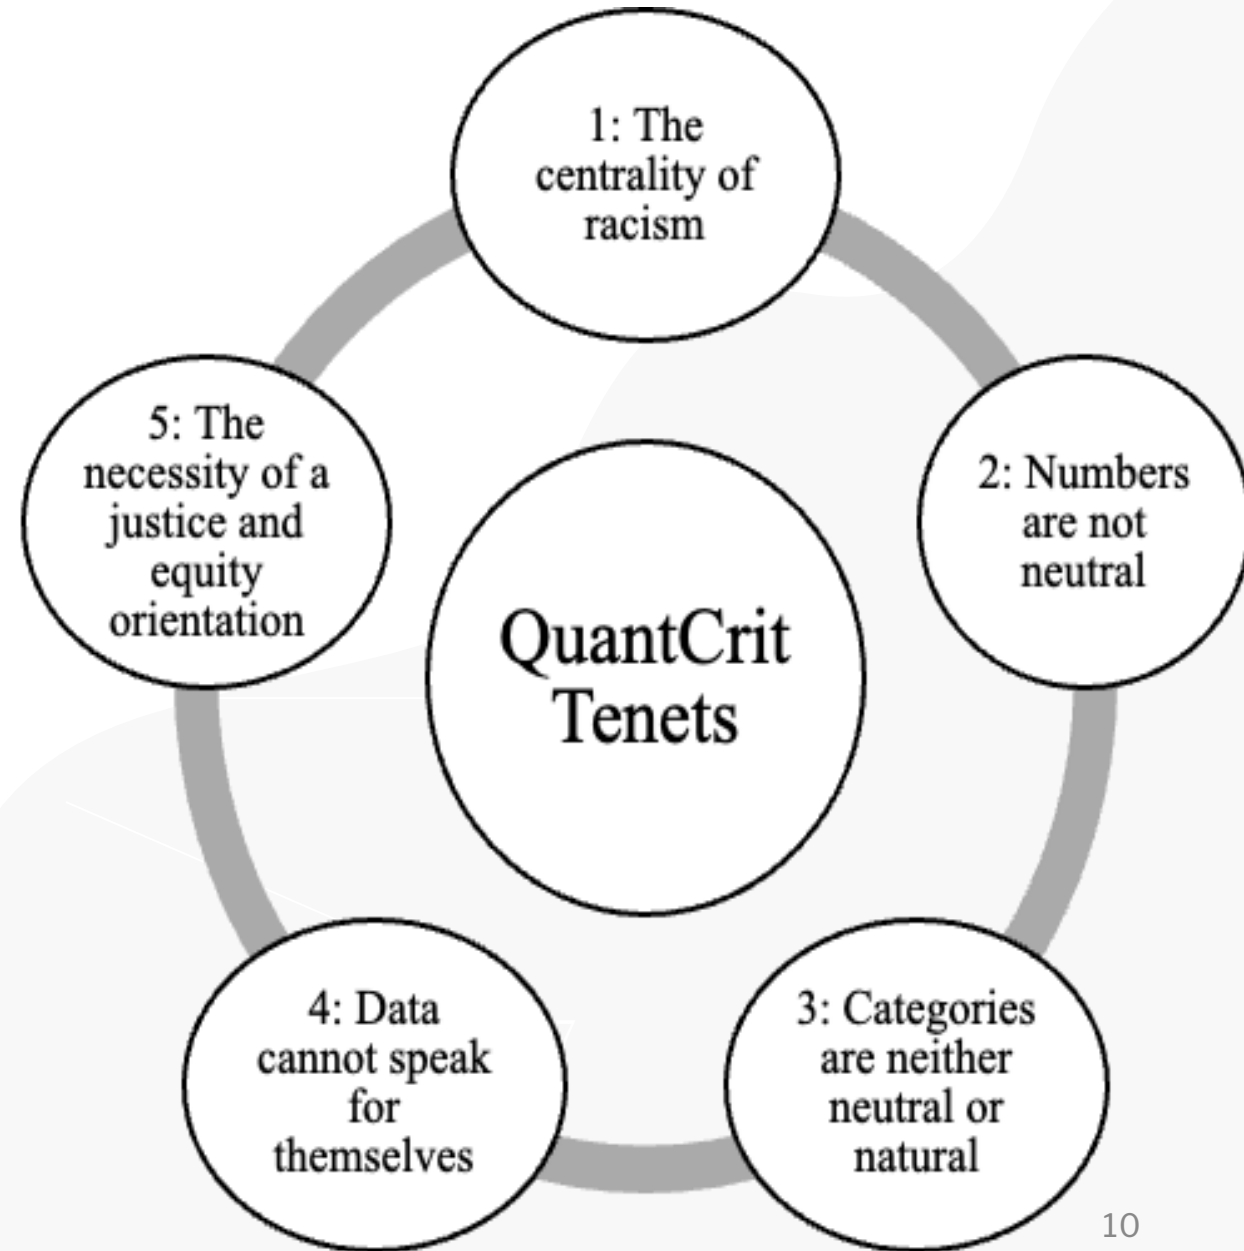 1: The
centrality of
racism
2: Numbers
are not
neutral
3: Categories
are neither
neutral or
natural
4: Data
cannot speak
for
themselves
5: The
necessity of a
justice and
equity
orientation
QuantCrit
Tenets
10